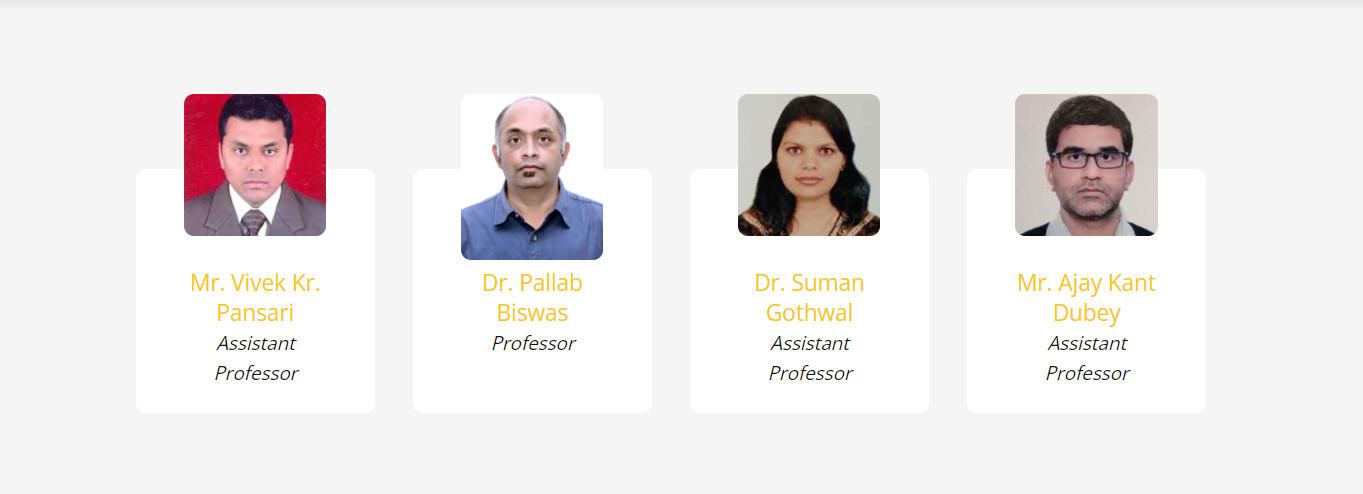 Mr. Vivek Kr.
Pansari
Assistant
Professor
Dr. Pallab
Biswas
Professor
Dr. Suman
Gothwal
Assistant
Professor
Mr. Ajay Kant
Dubey
Assistant
Professor